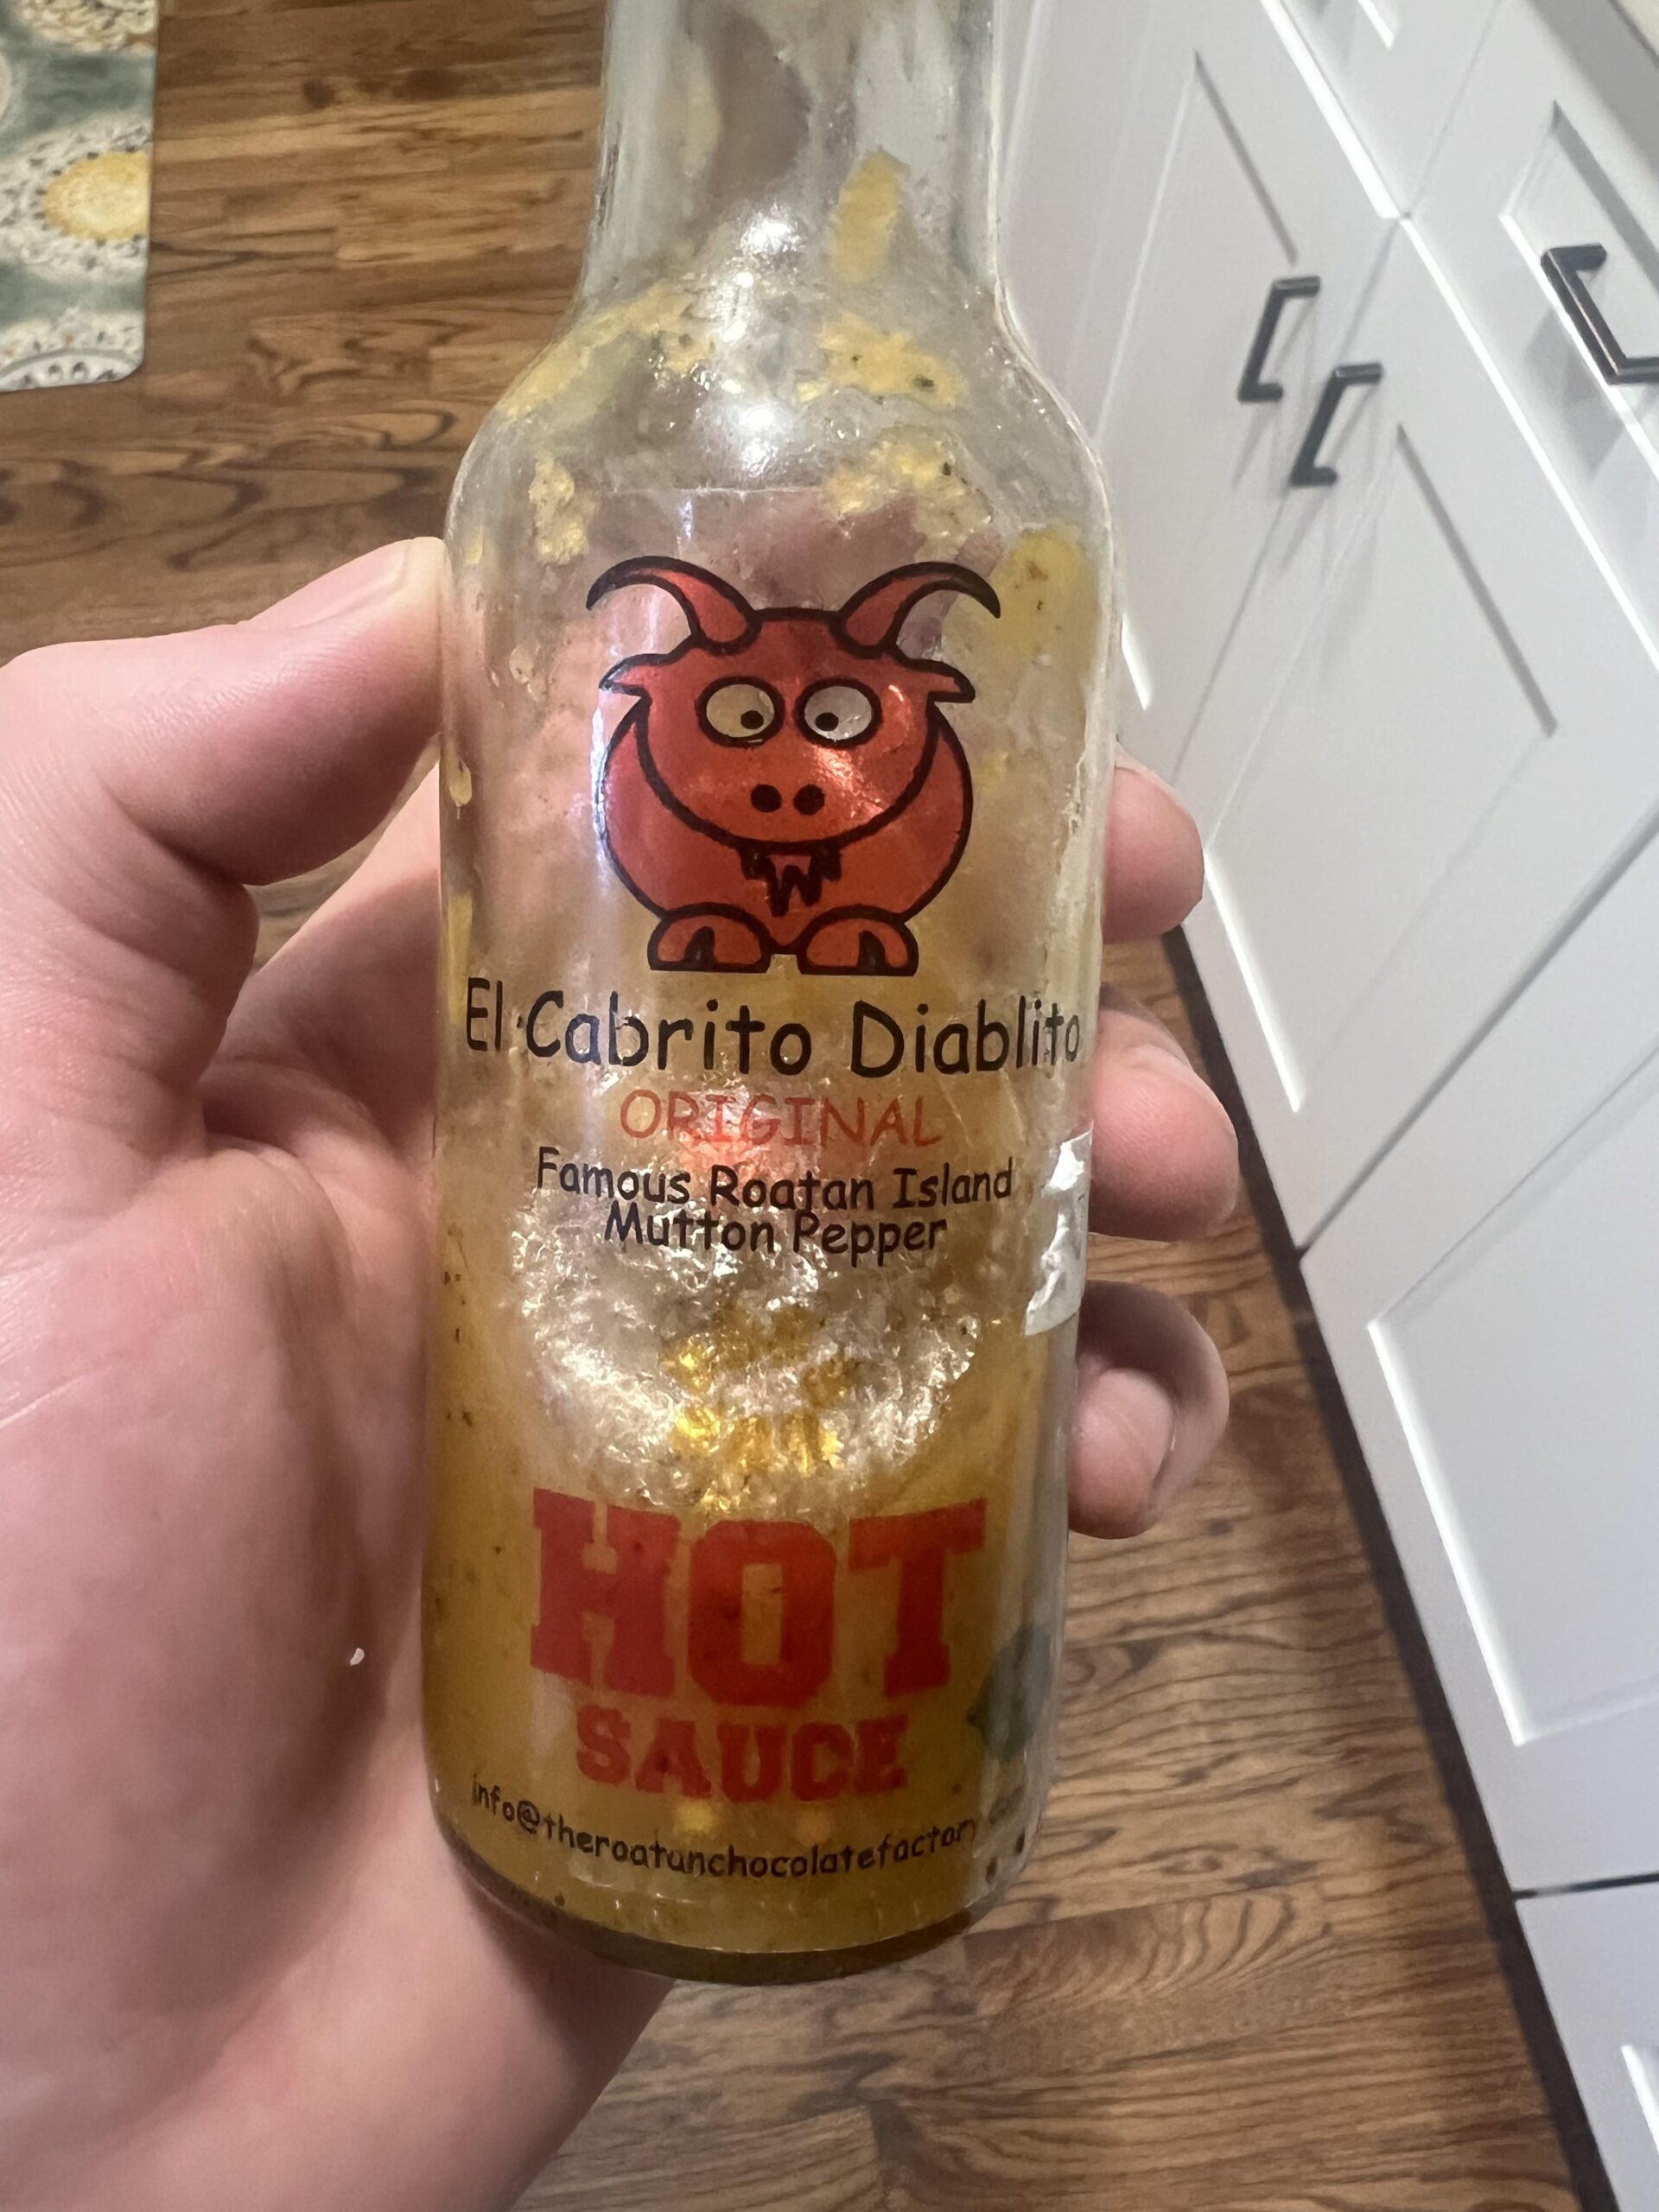 El Cabrito Diablito
ORIGINAL
Famous Roatan Island
Mutton Pepper
HOT
SAUCE
info@theroatanchocolatefactory